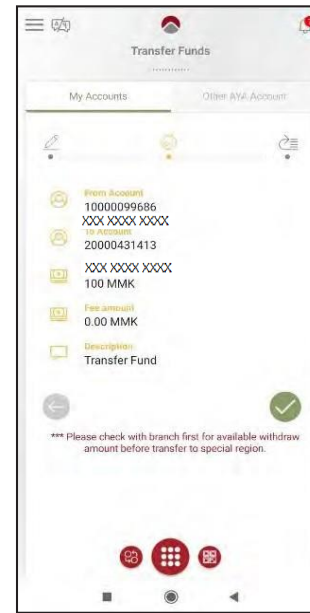 Transfer Funds
My Accounts
Other AYA Account
From Account
10000099686
XXX XXXX XXXX
To Account
20000431413
XXX XXXX XXXX
100 MMK
Fee amount
0.00 MMK
Description
Transfer Fund
*** Please check with branch first for available withdraw
amount before transfer to special region.